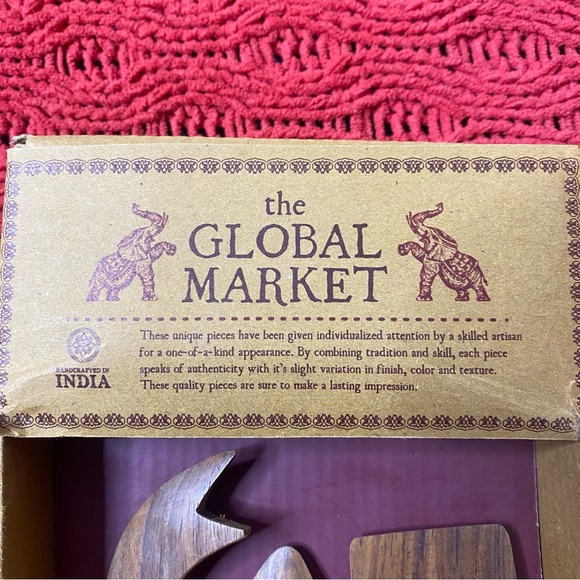 the
GLOBAL
MARKET
HANDCRAFTED IN
INDIA
These unique pieces have been given individualized attention by a skilled artisan
for a one-of-a-kind appearance. By combining tradition and skill, each piece
speaks of authenticity with it's slight variation in finish, color and texture.
These quality pieces are sure to make a lasting impression.